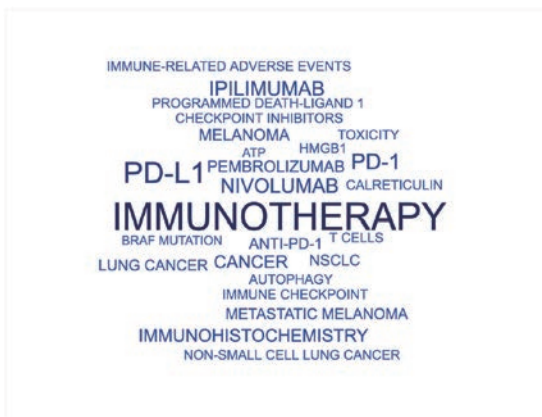 IMMUNE-RELATED ADVERSE EVENTS
IPILIMUMAB
PROGRAMMED DEATH-LIGAND 1
CHECKPOINT INHIBITORS
MELANOMA TOXICITY
ATP HMGB1
PD-L1 PEMBROLIZUMAB PD-1
NIVOLUMAB CALRETICULIN
IMMUNOTHERAPY
BRAF MUTATION ANTI-PD-1 T CELLS
LUNG CANCER CANCER NSCLC
AUTOPHAGY
IMMUNE CHECKPOINT
METASTATIC MELANOMA
IMMUNOHISTOCHEMISTRY
NON-SMALL CELL LUNG CANCER